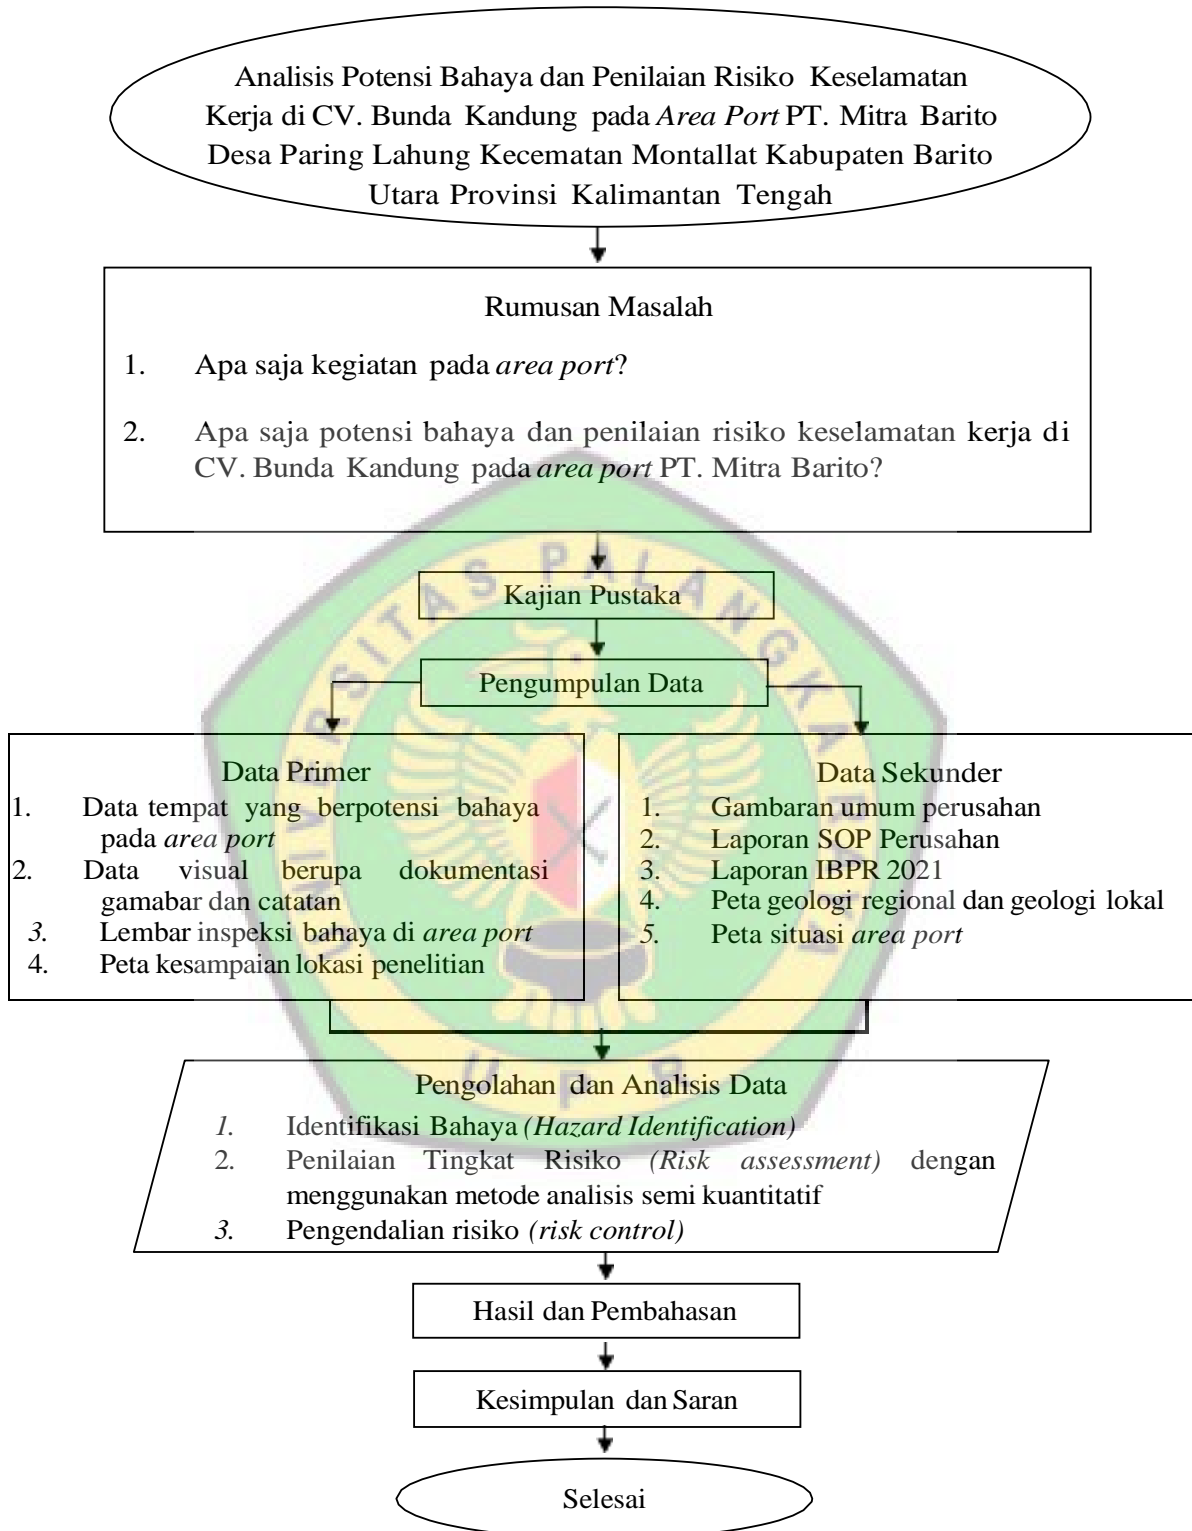 Analisis Potensi Bahaya dan Penilaian Risiko Keselamatan
Kerja di CV. Bunda Kandung pada Area Port PT. Mitra Barito
Desa Paring Lahung Kecematan Montallat Kabupaten Barito
Utara Provinsi Kalimantan Tengah
Rumusan Masalah
1. Apa saja kegiatan pada area port?
2. Apa saja potensi bahaya dan penilaian risiko keselamatan kerja di
CV. Bunda Kandung pada area port PT. Mitra Barito?
Kajian Pustaka
Pengumpulan Data
Data Primer
1. Data tempat yang berpotensi bahaya
pada area port
2. Data visual berupa dokumentasi
gamabar dan catatan
3. Lembar inspeksi bahaya di area port
4. Peta kesampaian lokasi penelitian
Data Sekunder
1. Gambaran umum perusahan
2. Laporan SOP Perusahan
3. Laporan IBPR 2021
4. Peta geologi regional dan geologi lokal
5. Peta situasi area port
Pengolahan dan Analisis Data
1. Identifikasi Bahaya (Hazard Identification)
2. Penilaian Tingkat Risiko (Risk assessment) dengan
menggunakan metode analisis semi kuantitatif
3. Pengendalian risiko (risk control)
Hasil dan Pembahasan
Kesimpulan dan Saran
Selesai
UNIVERSITAS PALANGKA RAYA
UPR